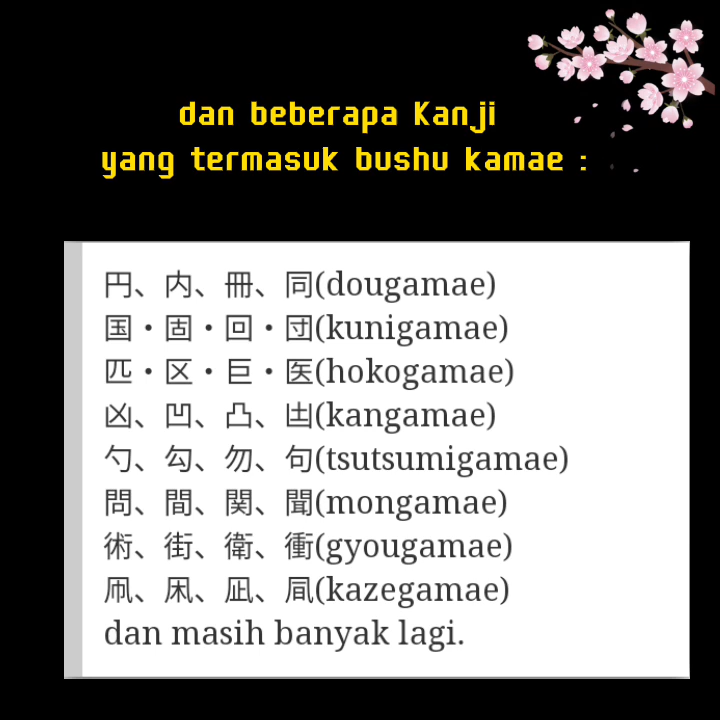 dan beberapa Kanji
yang termasuk bushu kamae :
円、内、冊、同(dougamae)
国・固・回・団(kunigamae)
匹・区・巨・医(hokogamae)
凶、凹、凸、凷(kangamae)
勺、勾、勿、句(tsutsumigamae)
問、間、関、聞(mongamae)
術、街、衛、衝(gyougamae)
凧、凩、凪、凮(kazegamae)
dan masih banyak lagi.